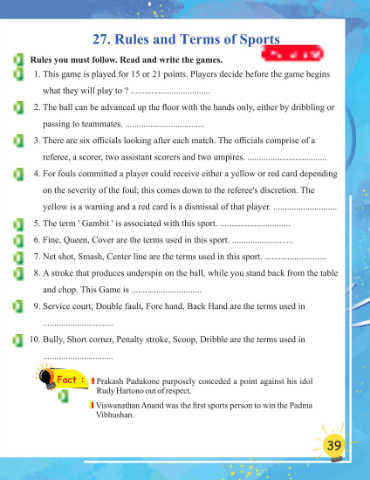 27. Rules and Terms of Sports
Rules you must follow. Read and write the games.
1. This game is played for 15 or 21 points. Players decide before the game begins
what they will play to ? ..................................
2. The ball can be advanced up the floor with the hands only, either by dribbling or
passing to teammates. ..................................
3. There are six officials looking after each match. The officials comprise of a
referee, a scorer, two assistant scorers and two umpires. ..................................
4. For fouls committed a player could receive either a yellow or red card depending
on the severity of the foul; this comes down to the referee's discretion. The
yellow is a warning and a red card is a dismissal of that player. ...........................
5. The term ' Gambit ' is associated with this sport. ..............................
6. Fine, Queen, Cover are the terms used in this sport. ..........................
7. Net shot, Smash, Center line are the terms used in this sport. ..........................
8. A stroke that produces underspin on the ball, while you stand back from the table
and chop. This Game is ..............................
9. Service court, Double fault, Fore hand, Back Hand are the terms used in
..............................
10. Bully, Short corner, Penalty stroke, Scoop, Dribble are the terms used in
..............................
Fact :
Prakash Padakone purposely conceded a point against his idol
Rudy Hartono out of respect.
Viswanathan Anand was the first sports person to win the Padma
Vibhushan.
39